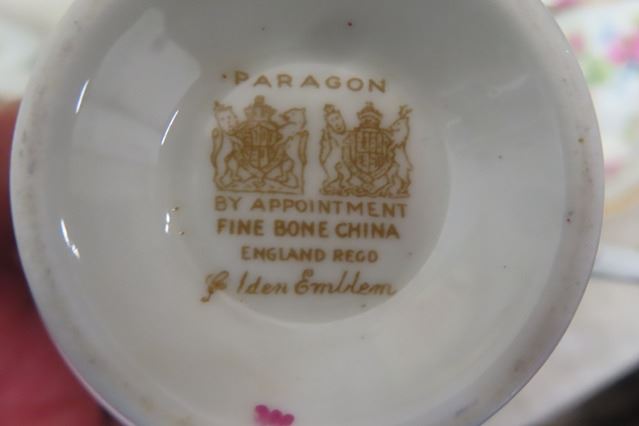 PARAGON
BY APPOINTMENT
FINE BONE CHINA
ENGLAND REGD
Golden Emblem